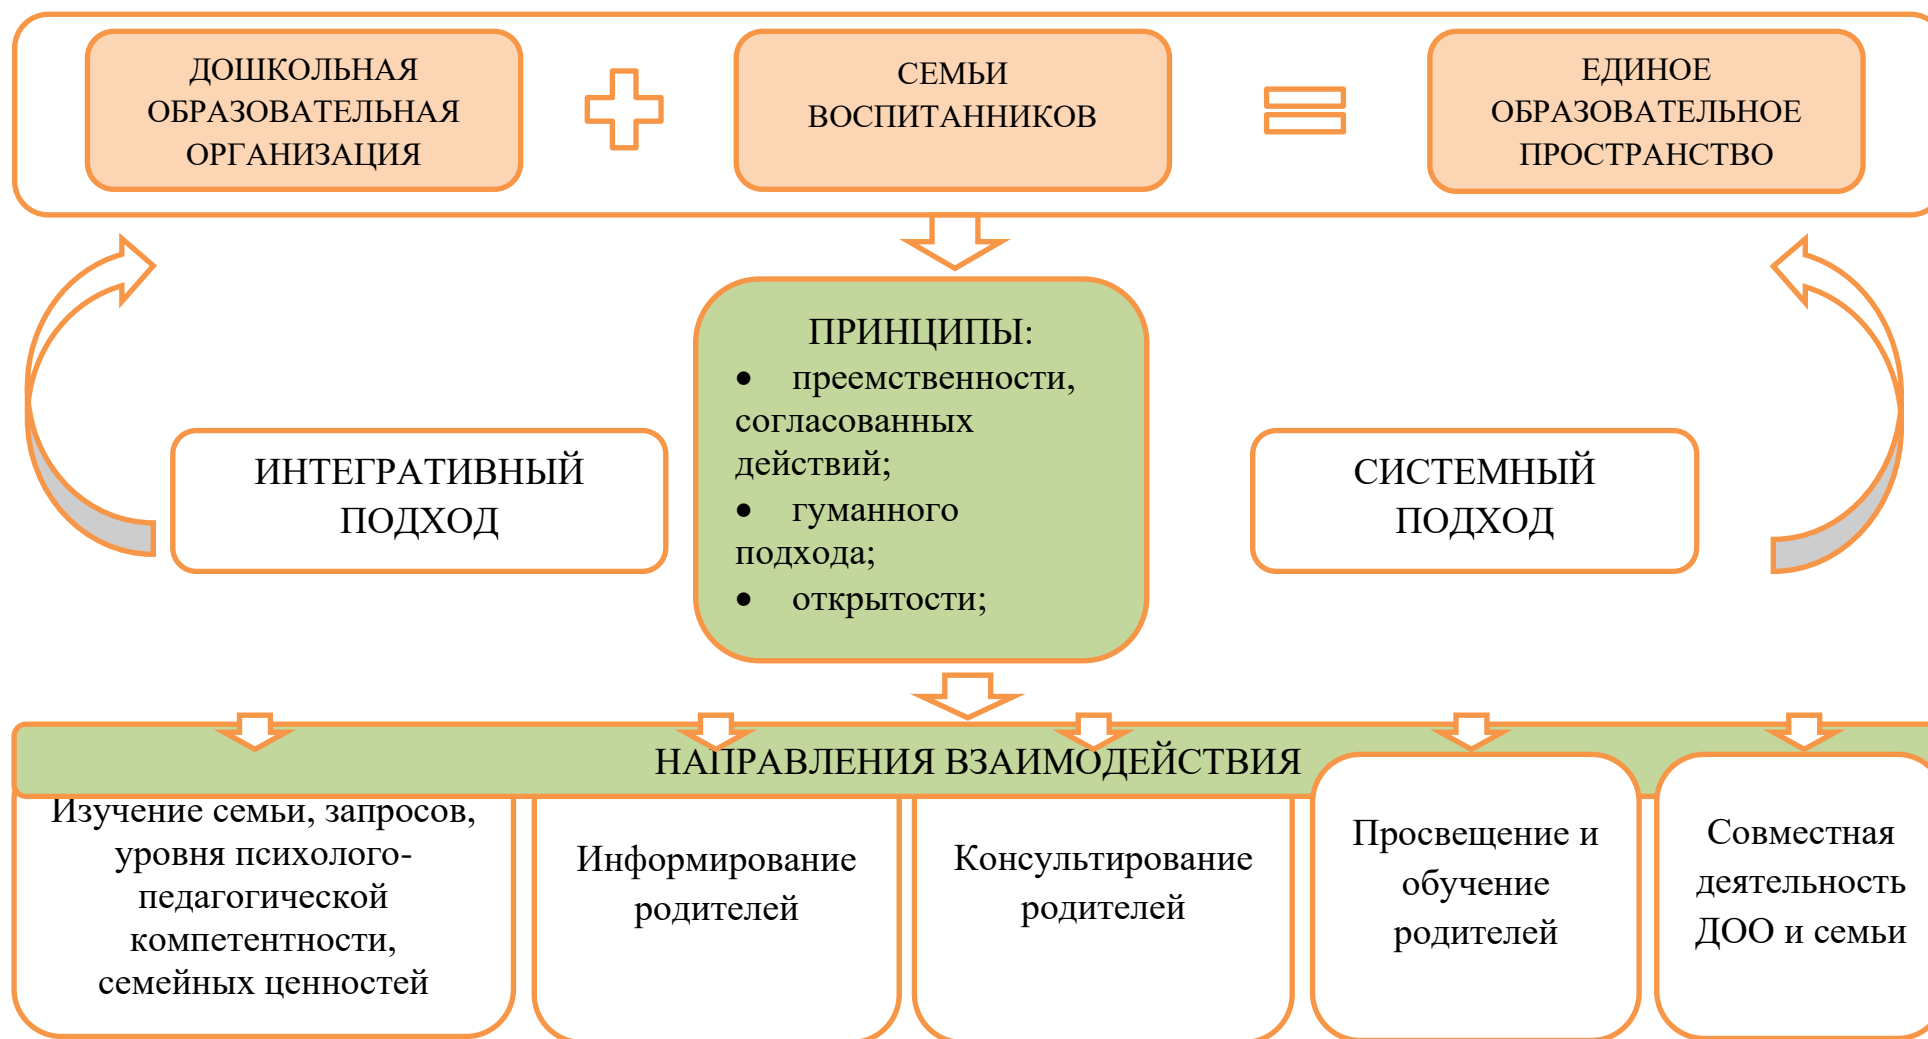 ДОШКОЛЬНАЯ
ОБРАЗОВАТЕЛЬНАЯ
ОРГАНИЗАЦИЯ
СЕМЬИ
ВОСПИТАННИКОВ
ЕДИНОЕ
ОБРАЗОВАТЕЛЬНОЕ
ПРОСТРАНСТВО
ПРИНЦИПЫ:
• преемственности,
согласованных
действий;
• гуманного
подхода;
• открытости;
ИНТЕГРАТИВНЫЙ
ПОДХОД
СИСТЕМНЫЙ
ПОДХОД
НАПРАВЛЕНИЯ ВЗАИМОДЕЙСТВИЯ
Изучение семьи, запросов,
уровня психолого-
педагогической
компетентности,
семейных ценностей
Информирование
родителей
Консультирование
родителей
Просвещение и
обучение
родителей
Совместная
деятельность
ДОО и семьи